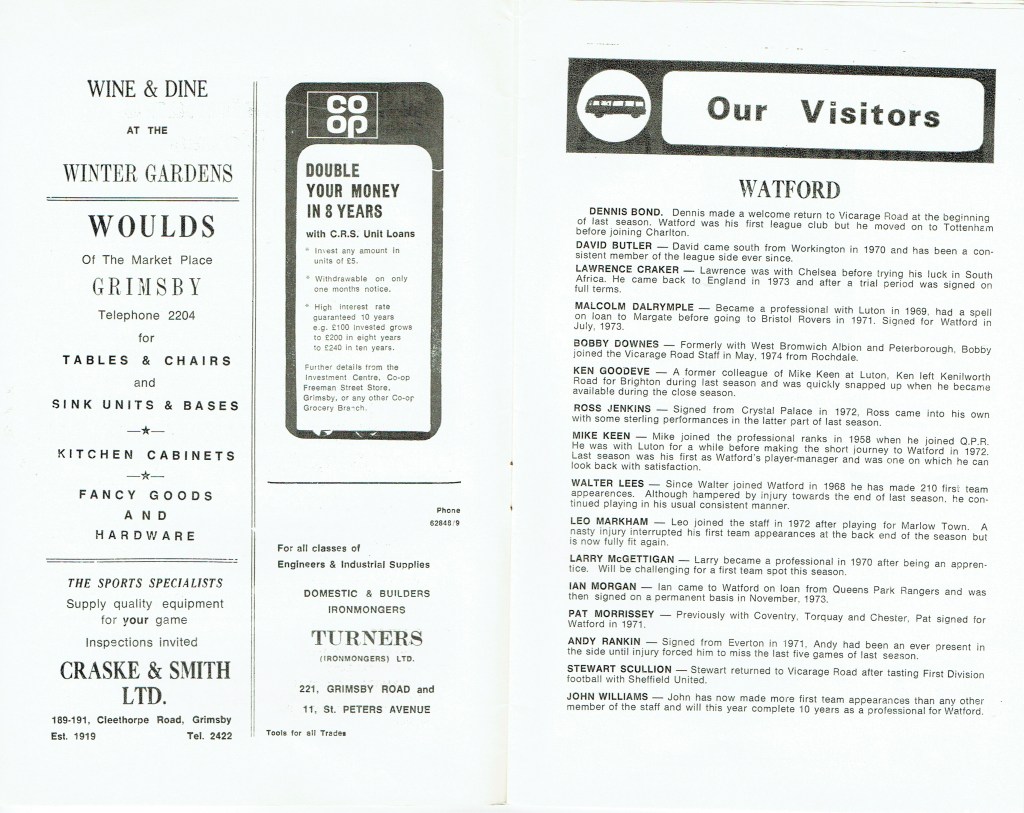 WINE & DINE
AT THE
WINTER GARDENS
WOULDS
Of The Market Place
GRIMSBY
Telephone 2204
for
TABLES & CHAIRS
and
SINK UNITS & BASES
—★—
KITCHEN CABINETS
—★—
FANCY GOODS
AND
HARDWARE
THE SPORTS SPECIALISTS
Supply quality equipment
for your game
Inspections invited
CRASKE & SMITH
LTD.
189-191, Cleethorpe Road, Grimsby
Est. 1919 Tel. 2422
CO
OP
DOUBLE
YOUR MONEY
IN 8 YEARS
with C.R.S. Unit Loans
* Invest any amount in
units of £5.
* Withdrawable on only
one months notice.
* High interest rate
guaranteed 10 years
e.g. £100 invested grows
to £200 in eight years
to £240 in ten years.
Further details from the
Investment Centre, Co-op
Freeman Street Store,
Grimsby, or any other Co-op
Grocery Branch.
Phone
62848/9
For all classes of
Engineers & Industrial Supplies
DOMESTIC & BUILDERS
IRONMONGERS
TURNERS
(IRONMONGERS) LTD.
221, GRIMSBY ROAD and
11, St. PETERS AVENUE
Tools for all Trades
Our Visitors
WATFORD
DENNIS BOND. Dennis made a welcome return to Vicarage Road at the beginning
of last season. Watford was his first league club but he moved on to Tottenham
before joining Charlton.
DAVID BUTLER — David came south from Workington in 1970 and has been a con-
sistent member of the league side ever since.
LAWRENCE CRAKER — Lawrence was with Chelsea before trying his luck in South
Africa. He came back to England in 1973 and after a trial period was signed on
full terms.
MALCOLM DALRYMPLE — Became a professional with Luton in 1969, had a spell
on loan to Margate before going to Bristol Rovers in 1971. Signed for Watford in
July, 1973.
BOBBY DOWNES — Formerly with West Bromwich Albion and Peterborough, Bobby
joined the Vicarage Road Staff in May, 1974 from Rochdale.
KEN GOODEVE — A former colleague of Mike Keen at Luton, Ken left Kenilworth
Road for Brighton during last season and was quickly snapped up when he became
available during the close season.
ROSS JENKINS — Signed from Crystal Palace in 1972, Ross came into his own
with some sterling performances in the latter part of last season.
MIKE KEEN — Mike joined the professional ranks in 1958 when he joined Q.P.R.
He was with Luton for a while before making the short journey to Watford in 1972.
Last season was his first as Watford's player-manager and was one on which he can
look back with satisfaction.
WALTER LEES — Since Walter joined Watford in 1968 he has made 210 first team
appearences. Although hampered by injury towards the end of last season, he con-
tinued playing in his usual consistent manner.
LEO MARKHAM — Leo joined the staff in 1972 after playing for Marlow Town. A
nasty injury interrupted his first team appearances at the back end of the season but
is now fully fit again.
LARRY McGETTIGAN — Larry became a professional in 1970 after being an appren-
tice. Will be challenging for a first team spot this season.
IAN MORGAN — Ian came to Watford on loan from Queens Park Rangers and was
then signed on a permanent basis in November, 1973.
PAT MORRISSEY — Previously with Coventry, Torquay and Chester, Pat signed for
Watford in 1971.
ANDY RANKIN — Signed from Everton in 1971, Andy had been an ever present in
the side until injury forced him to miss the last five games of last season.
STEWART SCULLION — Stewart returned to Vicarage Road after tasting First Division
football with Sheffield United.
JOHN WILLIAMS — John has now made more first team appearances than any other
member of the staff and will this year complete 10 years as a professional for Watford.